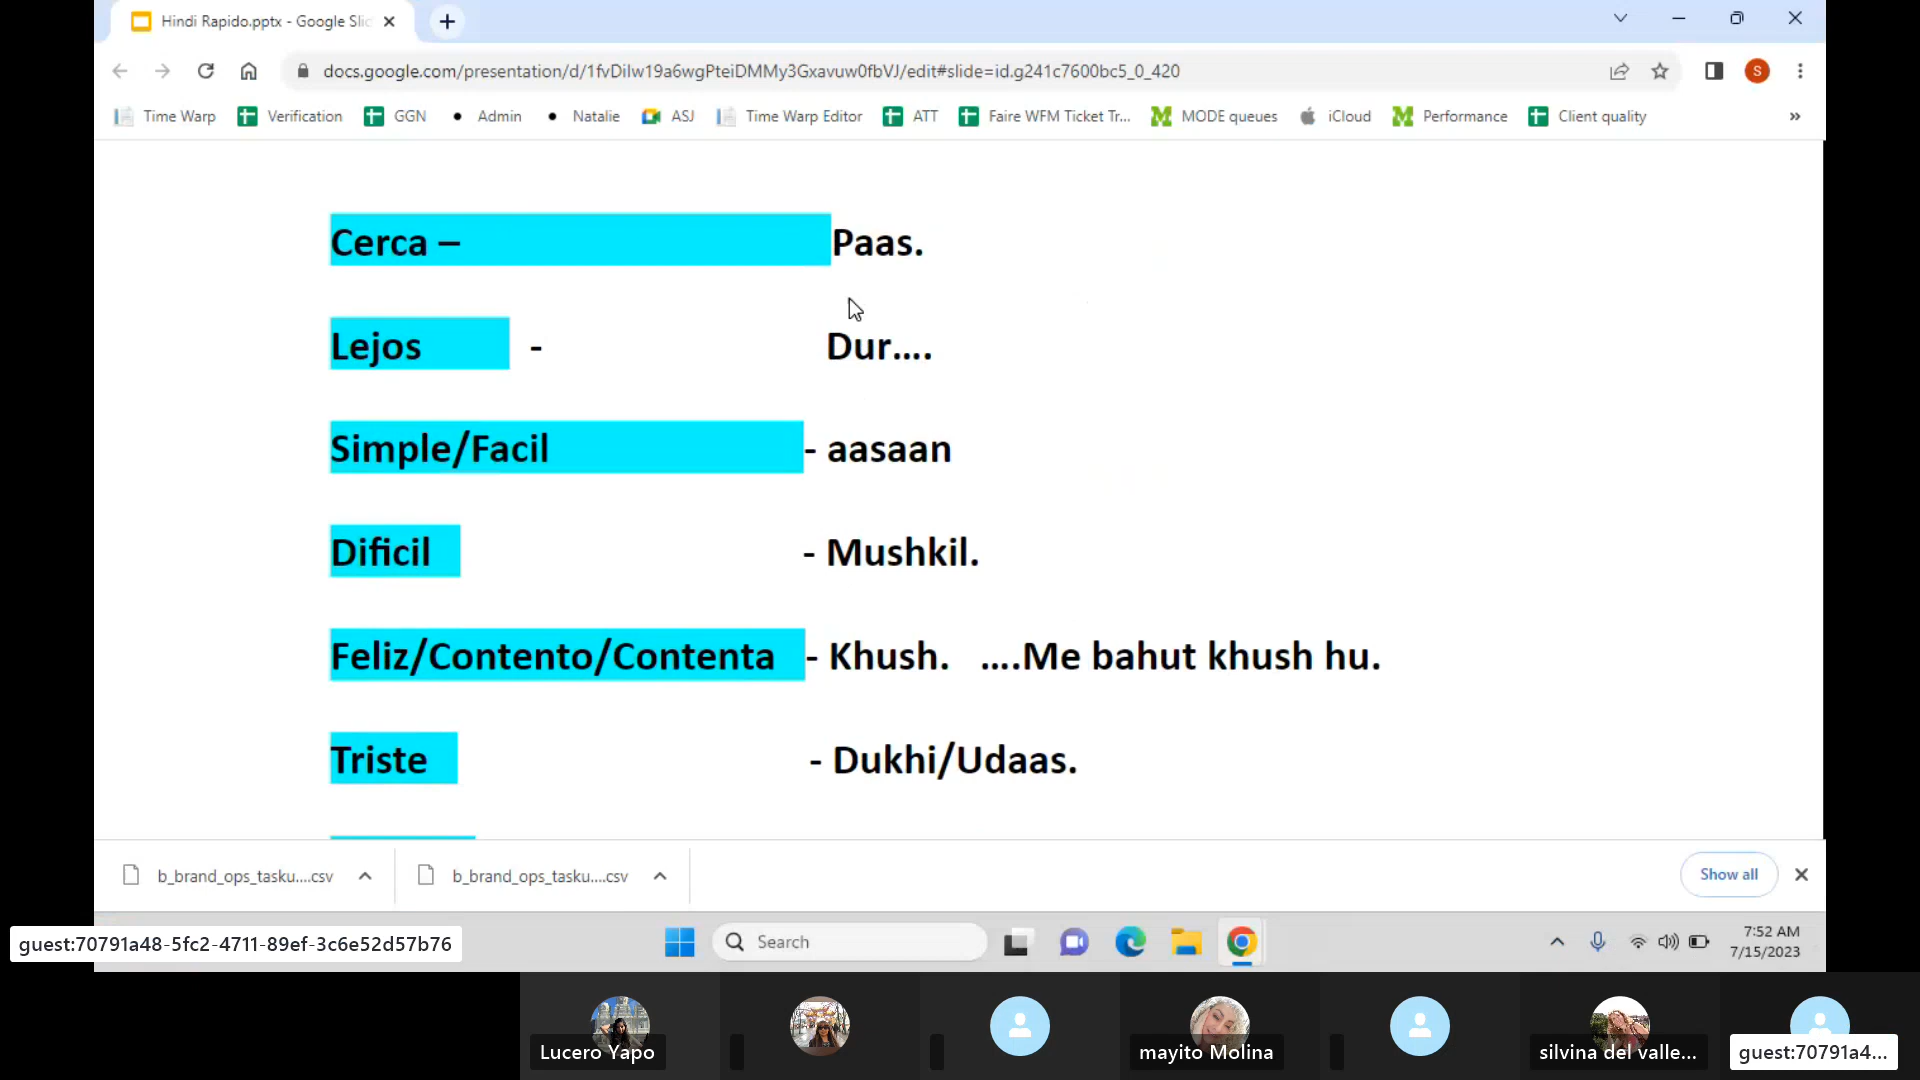 Hindi Rapido.pptx - Google Slic
docs.google.com/presentation/d/1fvDilw19a6wgPteiDMMy3Gxavuw0fbVJ/edit#slide=id.g241c7600bc5_0_420
S
Time Warp Verification GGN Admin Natalie ASJ Time Warp Editor ATT Faire WFM Ticket Tr... MODE queues iCloud Performance Client quality »
Cerca – Paas.
Lejos - Dur....
Simple/Facil - aasaan
Dificil - Mushkil.
Feliz/Contento/Contenta - Khush. ....Me bahut khush hu.
Triste - Dukhi/Udaas.
b_brand_ops_tasku....csv b_brand_ops_tasku....csv Show all
guest:70791a48-5fc2-4711-89ef-3c6e52d57b76
Search
7:52 AM
7/15/2023
Lucero Yapo mayito Molina silvina del valle... guest:70791a4...